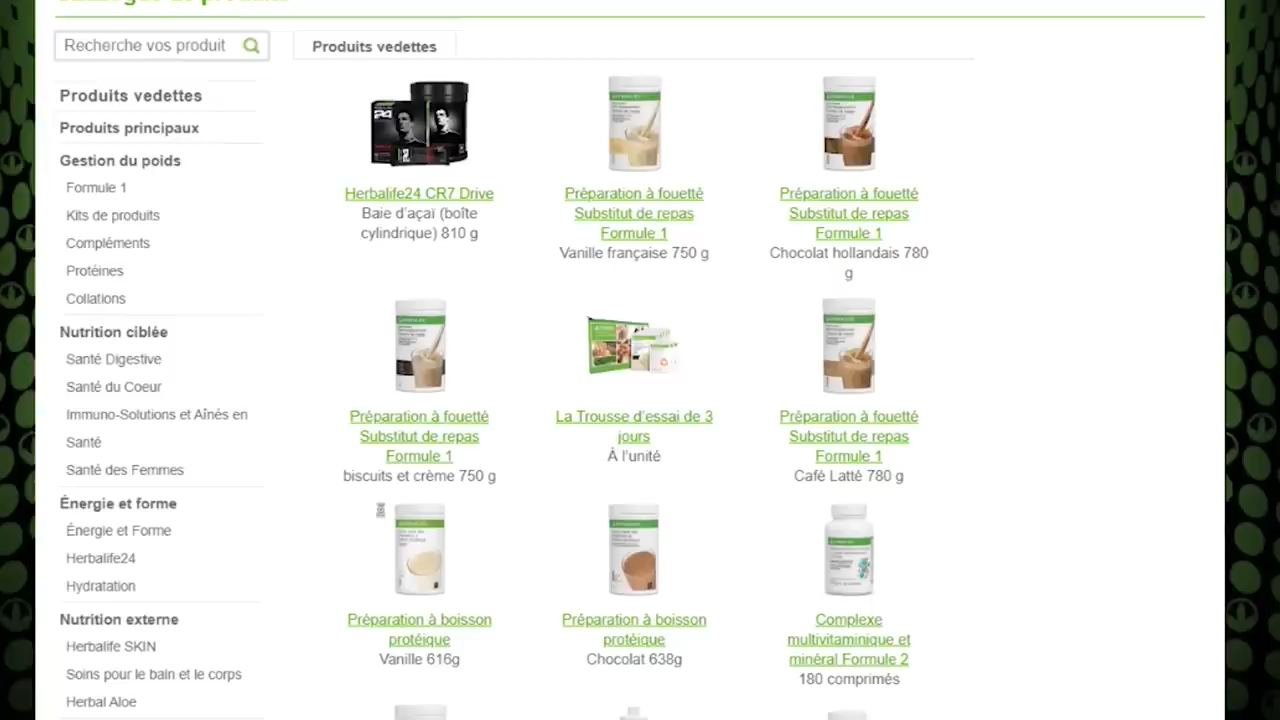 Recherche vos produit
Produits vedettes
Produits vedettes
Produits principaux
Gestion du poids
Formule 1
Kits de produits
Compléments
Protéines
Collations
Nutrition ciblée
Santé Digestive
Santé du Coeur
Immuno-Solutions et Aînés en
Santé
Santé des Femmes
Énergie et forme
Énergie et Forme
Herbalife24
Hydratation
Nutrition externe
Herbalife SKIN
Soins pour le bain et le corps
Herbal Aloe
24
Herbalife24 CR7 Drive
Baie d'açaï (boîte
cylindrique) 810 g
Préparation à fouetté
Substitut de repas
Formule 1
Vanille française 750 g
Préparation à fouetté
Substitut de repas
Formule 1
Chocolat hollandais 780
g
Préparation à fouetté
Substitut de repas
Formule 1
biscuits et crème 750 g
La Trousse d'essai de 3
jours
À l'unité
Préparation à fouetté
Substitut de repas
Formule 1
Café Latté 780 g
Préparation à boisson
protéique
Vanille 616g
Préparation à boisson
protéique
Chocolat 638g
Complexe
multivitaminique et
minéral Formule 2
180 comprimés